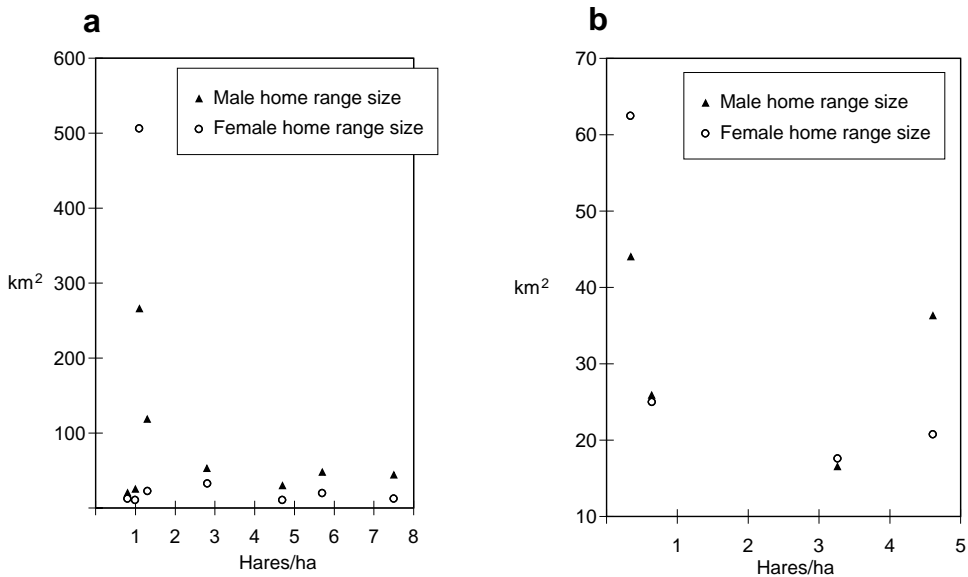 a
600
500
400
300
200
100
km2
Male home range size
Female home range size
1 2 3 4 5 6 7 8
Hares/ha
b
70
60
50
40
30
20
10
km2
Male home range size
Female home range size
1 2 3 4 5
Hares/ha